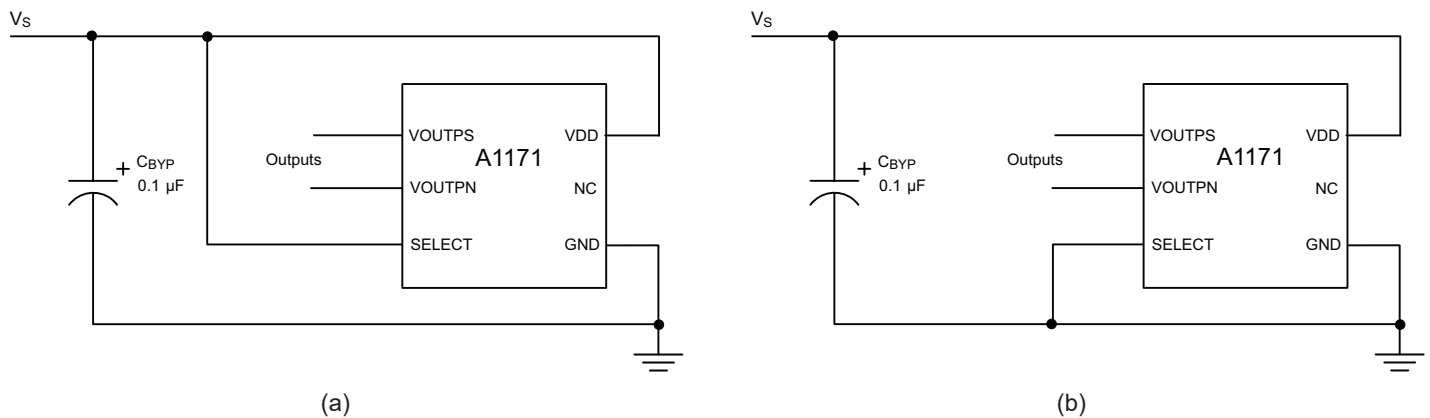 VS
CBYP
0.1 µF
Outputs
VOUTPS
VOUTPN
SELECT
A1171
VDD
NC
GND
(a)
VS
CBYP
0.1 µF
Outputs
VOUTPS
VOUTPN
SELECT
A1171
VDD
NC
GND
(b)